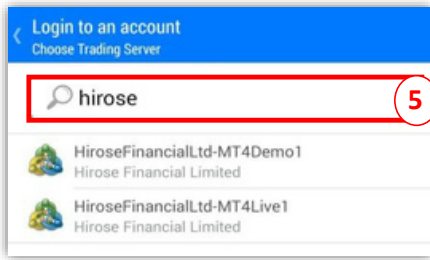 Login to an account
Choose Trading Server
hirose
5
HiroseFinancialLtd-MT4Demo1
Hirose Financial Limited
HiroseFinancialLtd-MT4Live1
Hirose Financial Limited